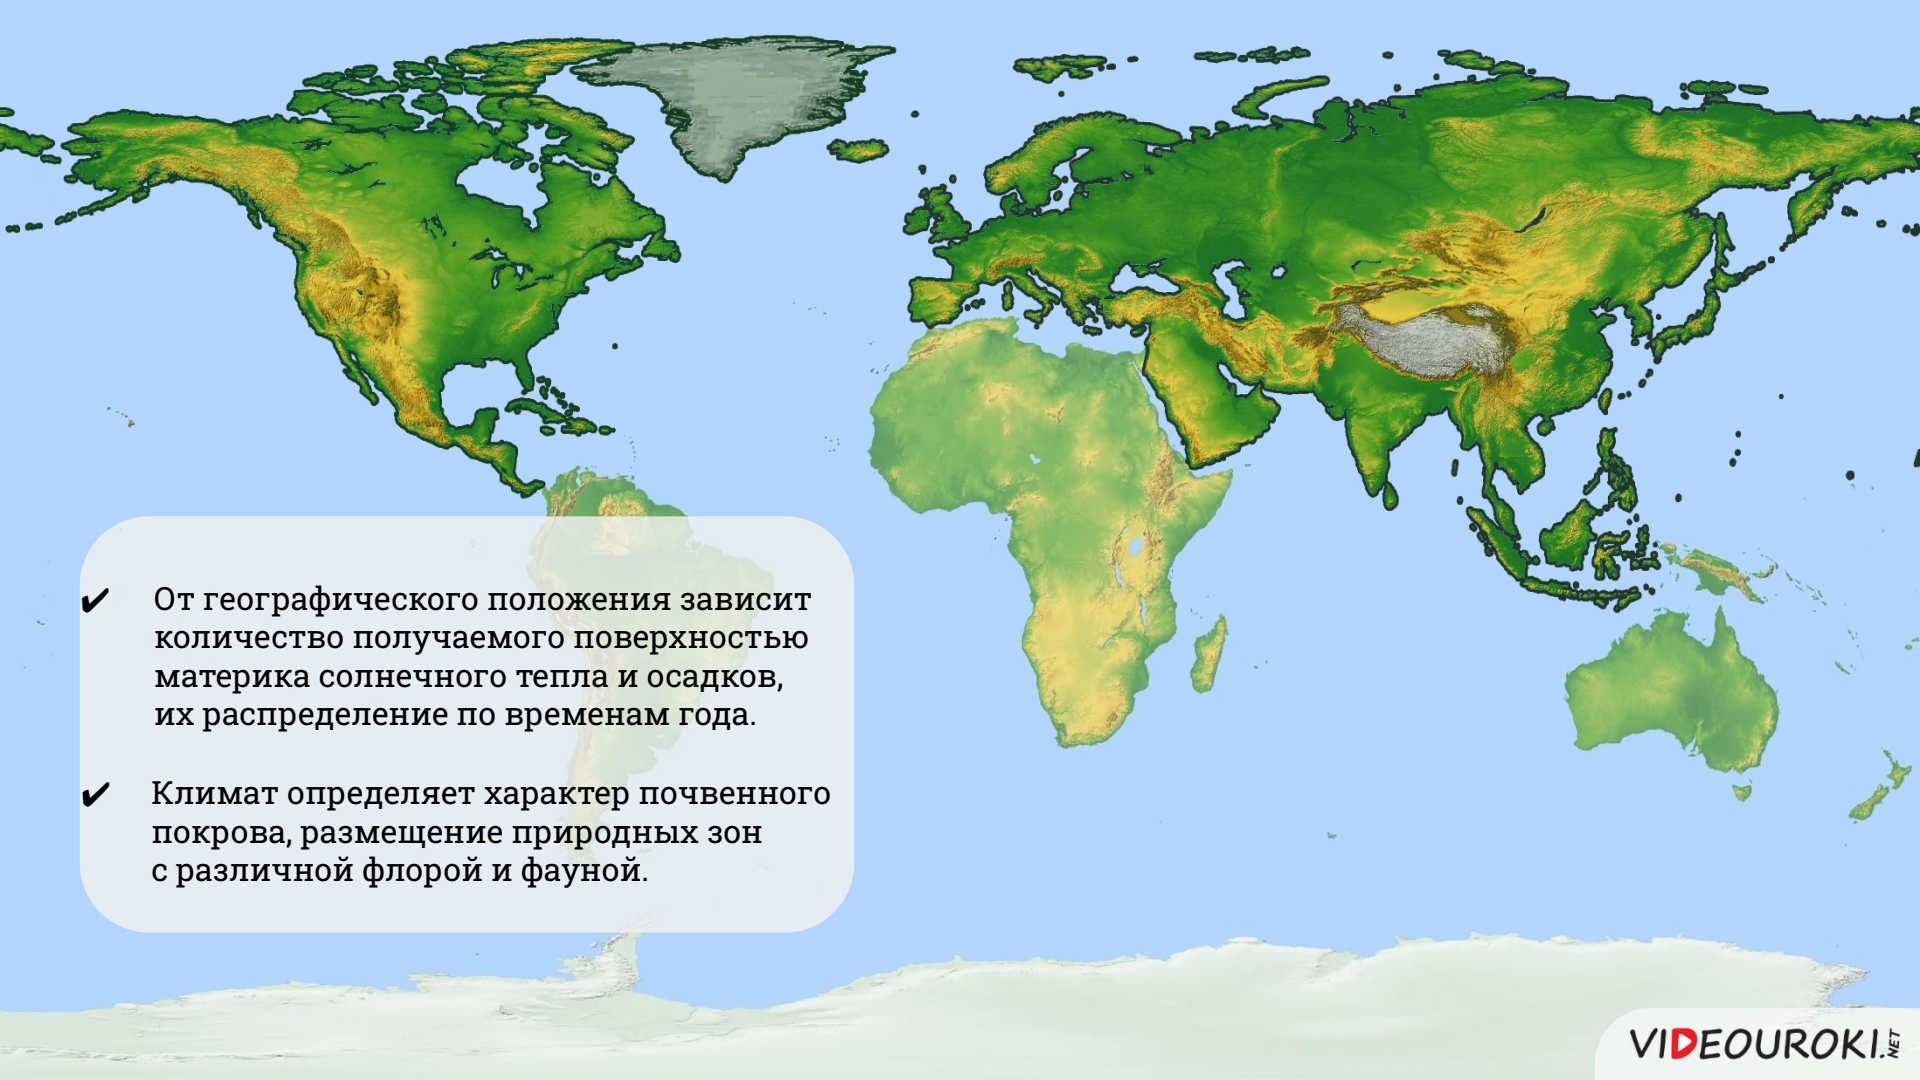 ✔ От географического положения зависит
количество получаемого поверхностью
материка солнечного тепла и осадков,
их распределение по временам года.
✔ Климат определяет характер почвенного
покрова, размещение природных зон
с различной флорой и фауной.
VIDEOUROKI.NET